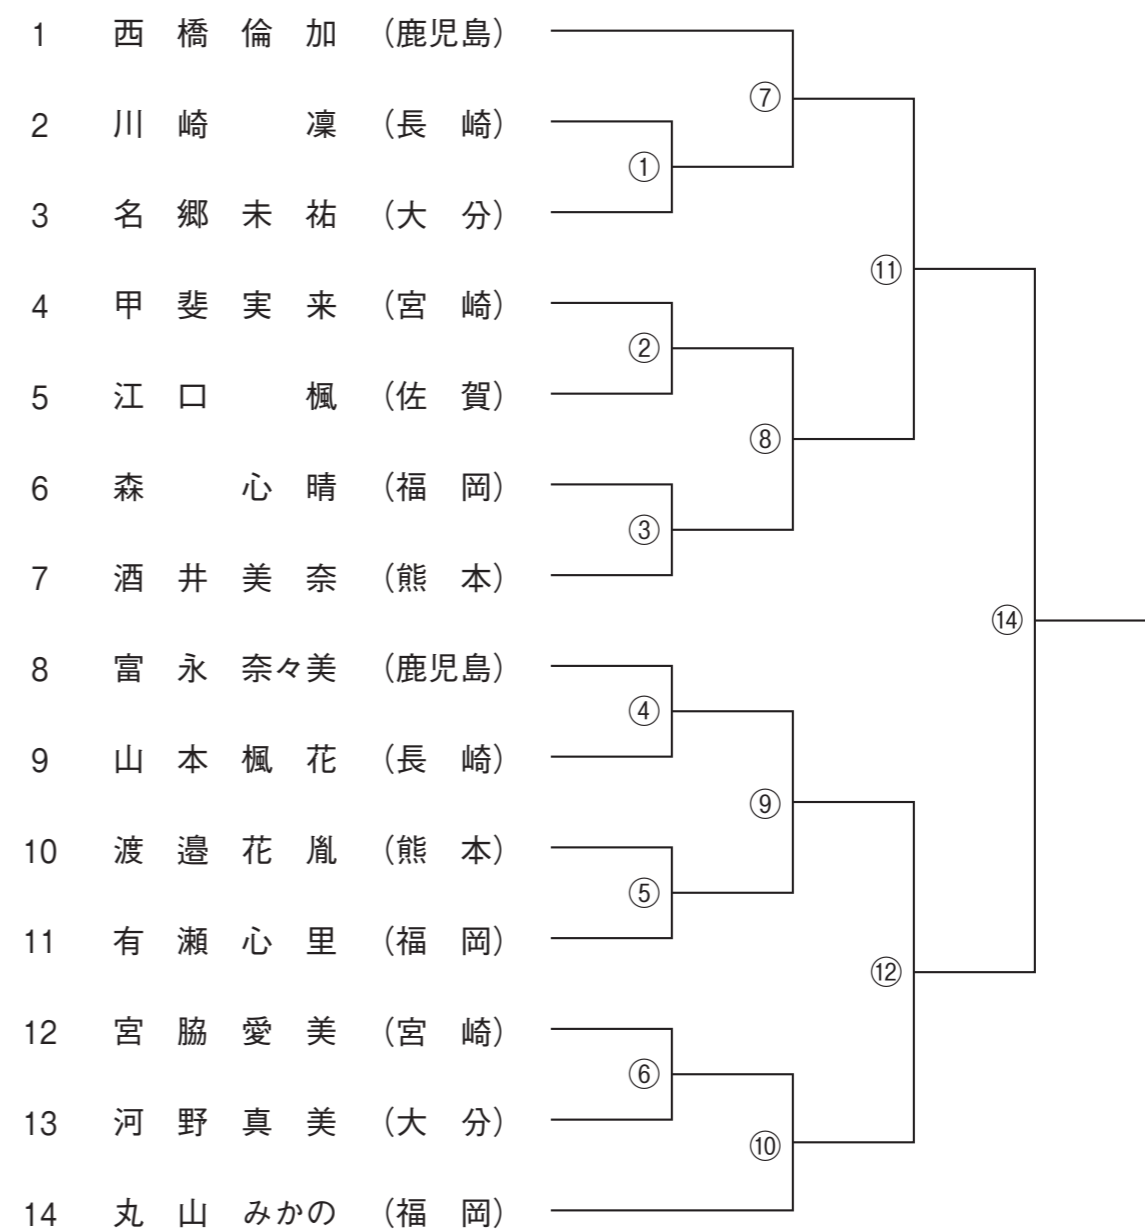 1 西橋倫加 （鹿児島）
⑦
2 川崎 凜 （長崎）
①
3 名郷未祐 （大分）
⑪
4 甲斐実来 （宮崎）
②
5 江口 楓 （佐賀）
⑧
6 森 心晴 （福岡）
③
7 酒井美奈 （熊本）
⑭
8 富永奈々美 （鹿児島）
④
9 山本楓花 （長崎）
⑨
10 渡邉花胤 （熊本）
⑤
11 有瀬心里 （福岡）
⑫
12 宮脇愛美 （宮崎）
⑥
13 河野真美 （大分）
⑩
14 丸山みかの （福岡）